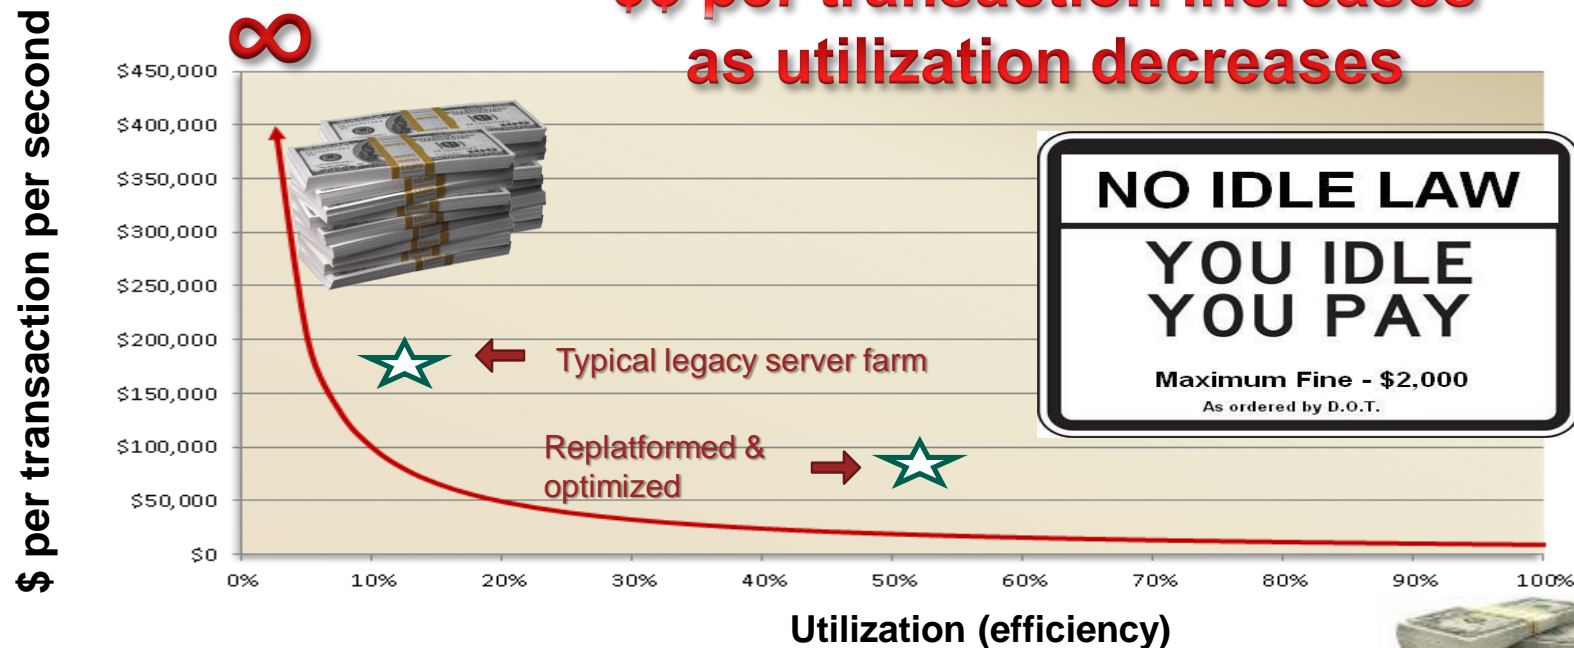 $$ per transaction increases
as utilization decreases
∞
$ per transaction per second
$450,000
$400,000
$350,000
$300,000
$250,000
$200,000
$150,000
$100,000
$50,000
$0
NO IDLE LAW
YOU IDLE
YOU PAY
Maximum Fine - $2,000
As ordered by D.O.T.
Typical legacy server farm
Replatformed &
optimized
0% 10% 20% 30% 40% 50% 60% 70% 80% 90% 100%
Utilization (efficiency)